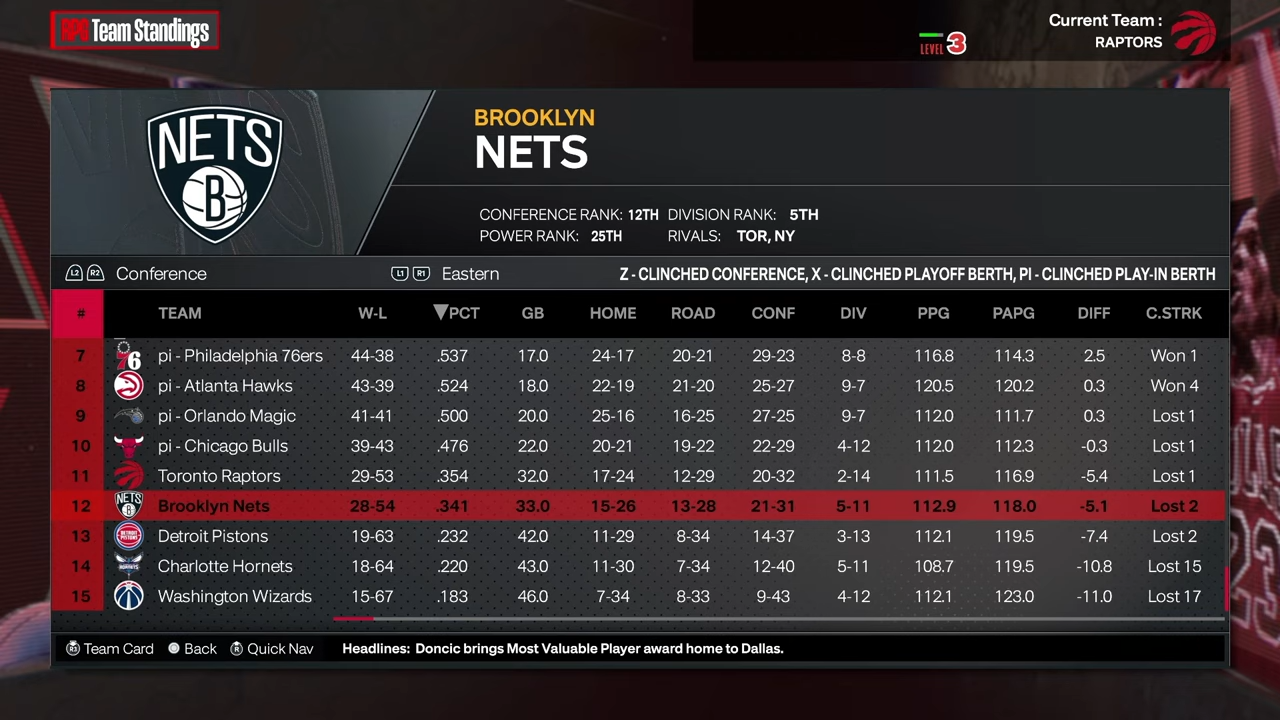 RPG Team Standings
LEVEL 3
Current Team :
RAPTORS
NETS
B
BROOKLYN
NETS
CONFERENCE RANK: 12TH DIVISION RANK: 5TH
POWER RANK: 25TH RIVALS: TOR, NY
L2 R2 Conference L1 R1 Eastern Z - CLINCHED CONFERENCE, X - CLINCHED PLAYOFF BERTH, PI - CLINCHED PLAY-IN BERTH
# TEAM W-L PCT GB HOME ROAD CONF DIV PPG PAPG DIFF C.STRK
7 pi - Philadelphia 76ers 44-38 .537 17.0 24-17 20-21 29-23 8-8 116.8 114.3 2.5 Won 1
8 pi - Atlanta Hawks 43-39 .524 18.0 22-19 21-20 25-27 9-7 120.5 120.2 0.3 Won 4
9 pi - Orlando Magic 41-41 .500 20.0 25-16 16-25 27-25 9-7 112.0 111.7 0.3 Lost 1
10 pi - Chicago Bulls 39-43 .476 22.0 20-21 19-22 22-29 4-12 112.0 112.3 -0.3 Lost 1
11 Toronto Raptors 29-53 .354 32.0 17-24 12-29 20-32 2-14 111.5 116.9 -5.4 Lost 1
12 Brooklyn Nets 28-54 .341 33.0 15-26 13-28 21-31 5-11 112.9 118.0 -5.1 Lost 2
13 Detroit Pistons 19-63 .232 42.0 11-29 8-34 14-37 3-13 112.1 119.5 -7.4 Lost 2
14 Charlotte Hornets 18-64 .220 43.0 11-30 7-34 12-40 5-11 108.7 119.5 -10.8 Lost 15
15 Washington Wizards 15-67 .183 46.0 7-34 8-33 9-43 4-12 112.1 123.0 -11.0 Lost 17
R3 Team Card Back R Quick Nav Headlines: Doncic brings Most Valuable Player award home to Dallas.